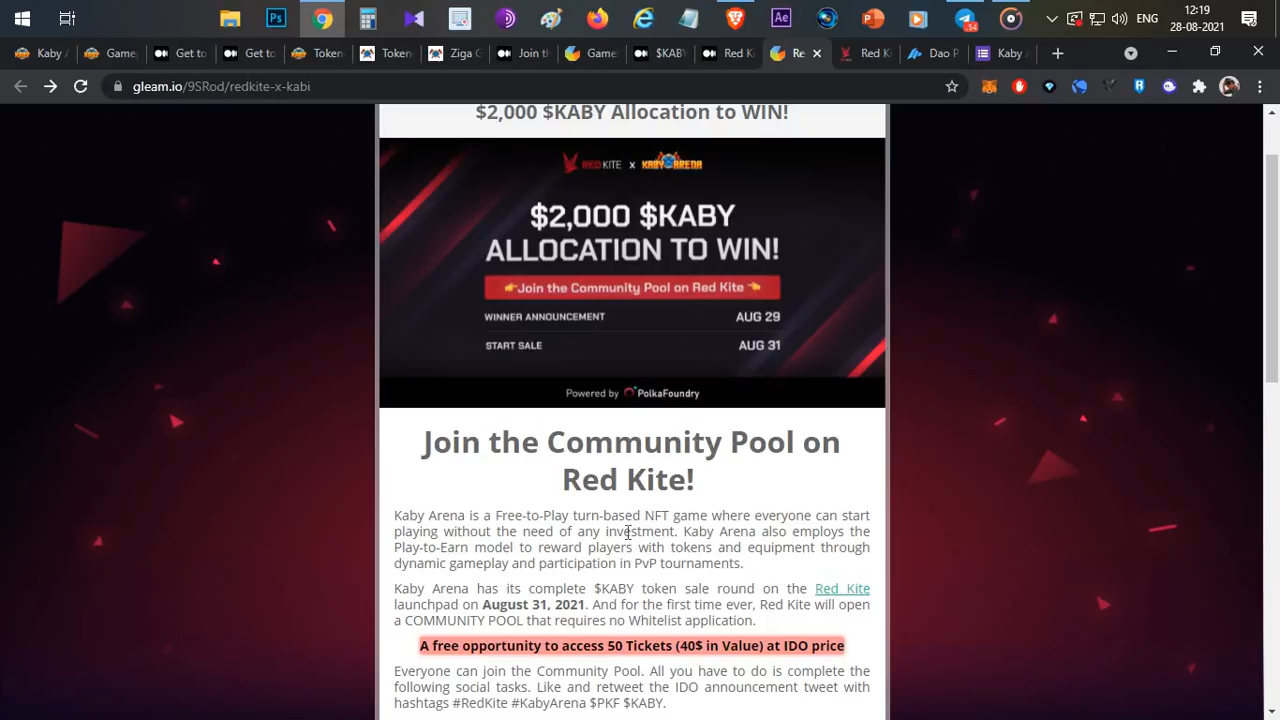 Ps
Ae
54
ENG
12:19
28-08-2021
Kaby A
Game
Get to
Get to
Token
Token
Ziga G
Join th
Game
$KAB
Red K
Re
Red K
Dao P
Kaby
gleam.io/9SRod/redkite-x-kabi
$2,000 $KABY Allocation to WIN!
REDKITE x KABY ARENA
$2,000 $KABY
ALLOCATION TO WIN!
👉Join the Community Pool on Red Kite 👈
WINNER ANNOUNCEMENT AUG 29
START SALE AUG 31
Powered by PolkaFoundry
Join the Community Pool on
Red Kite!
Kaby Arena is a Free-to-Play turn-based NFT game where everyone can start
playing without the need of any investment. Kaby Arena also employs the
Play-to-Earn model to reward players with tokens and equipment through
dynamic gameplay and participation in PvP tournaments.
Kaby Arena has its complete $KABY token sale round on the Red Kite
launchpad on August 31, 2021. And for the first time ever, Red Kite will open
a COMMUNITY POOL that requires no Whitelist application.
A free opportunity to access 50 Tickets (40$ in Value) at IDO price
Everyone can join the Community Pool. All you have to do is complete the
following social tasks. Like and retweet the IDO announcement tweet with
hashtags #RedKite #KabyArena $PKF $KABY.